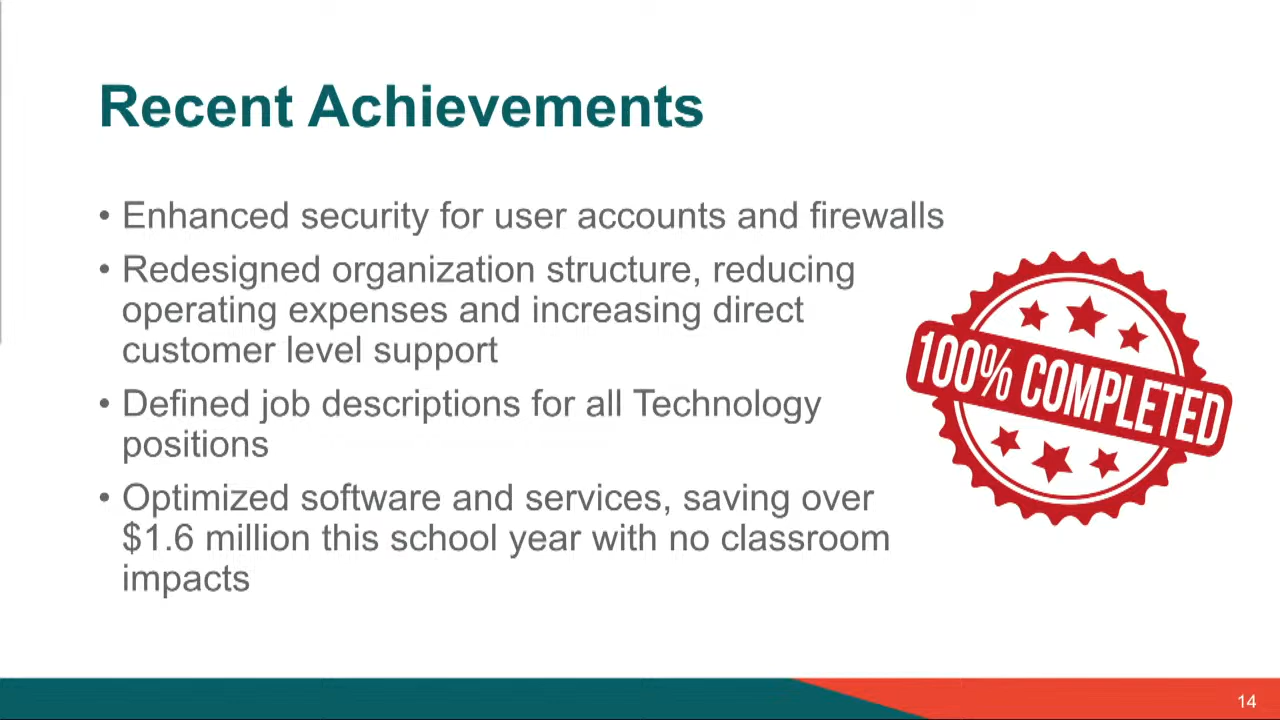 Recent Achievements
• Enhanced security for user accounts and firewalls
• Redesigned organization structure, reducing
operating expenses and increasing direct
customer level support
• Defined job descriptions for all Technology
positions
• Optimized software and services, saving over
$1.6 million this school year with no classroom
impacts
100% COMPLETED
14